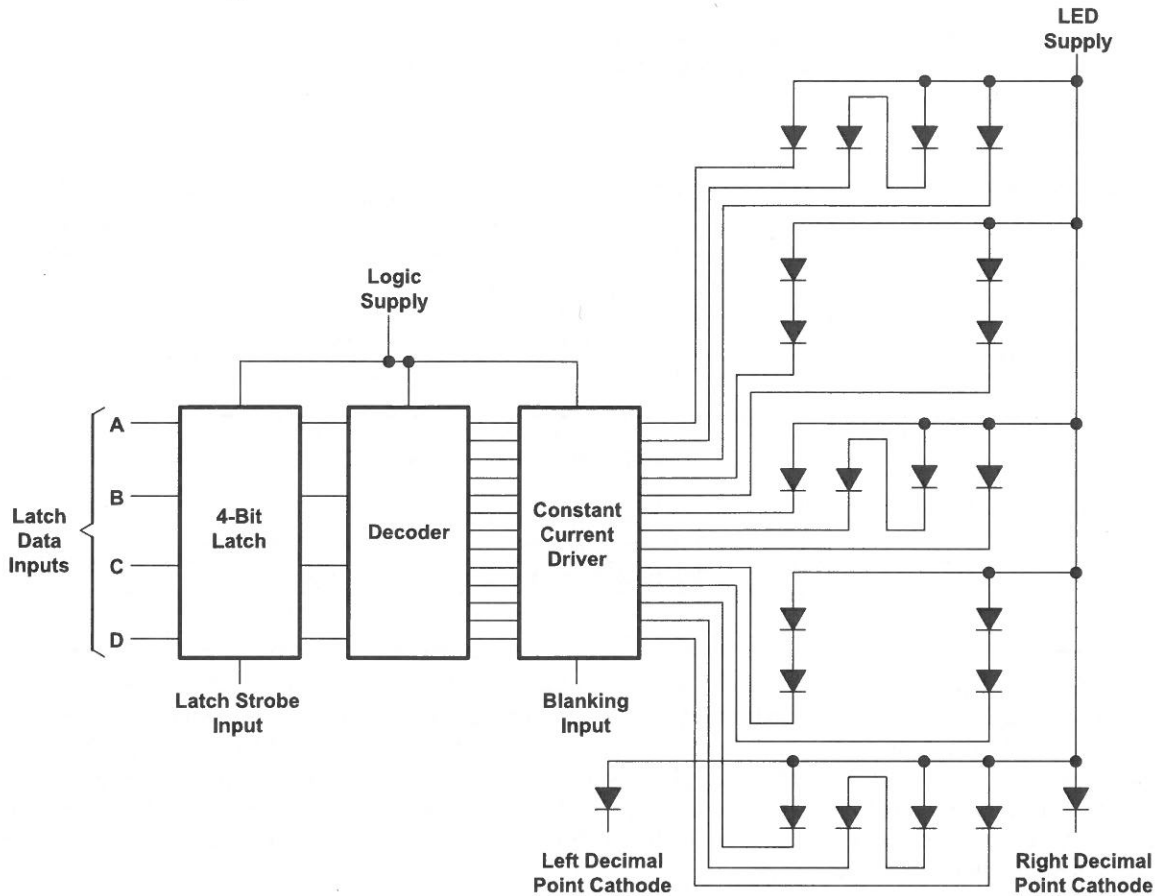 LED
Supply
Logic
Supply
A
B
C
D
Latch
Data
Inputs
4-Bit
Latch
Decoder
Constant
Current
Driver
Latch Strobe
Input
Blanking
Input
Left Decimal
Point Cathode
Right Decimal
Point Cathode